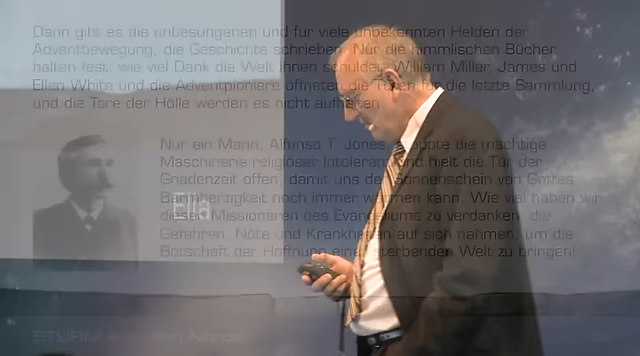 Dann gibt es die unbesungenen und für viele unbekannten Helden der
Adventbewegung, die Geschichte schrieben. Nur die himmlischen Bücher
halten fest, wie viel Dank die Welt ihnen schuldet. William Miller, James und
Ellen White und die Adventpioniere öffneten die Türen für die letzte Sammlung,
und die Tore der Hölle werden es nicht aufhalten.
Nur ein Mann, Alfonso T. Jones, stoppte die mächtige
Maschinerie religiöser Intoleranz und hielt die Tür der
Gnadenzeit offen, damit uns der Sonnenschein von Gottes
Barmherzigkeit noch immer wärmen kann. Wie viel haben wir
diesen Missionaren des Evangeliums zu verdanken, die
Gefahren, Nöte und Krankheiten auf sich nahmen, um die
Botschaft der Hoffnung einer sterbenden Welt zu bringen!
Ella
STURM